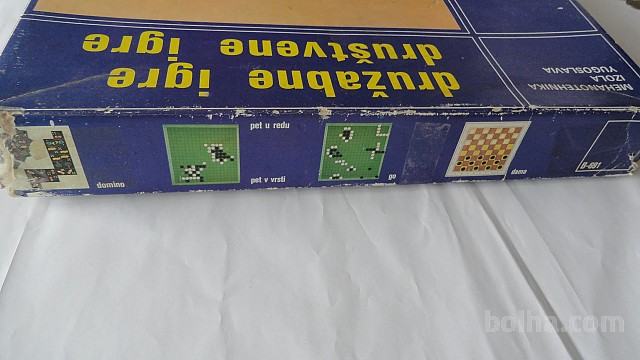 družabne igre
društvene igre
MEHANOTEHNIKA
IZOLA
YUGOSLAVIA
domino
pet u redu
pet v vrsti
go
dama
bolha.com